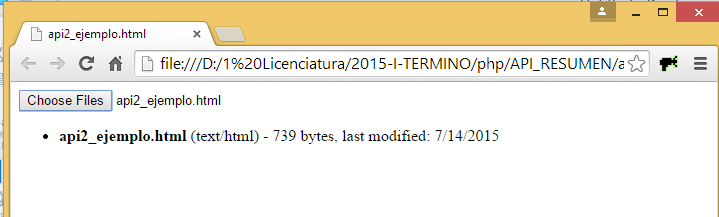 api2_ejemplo.html
file:///D:/1%20Licenciatura/2015-I-TERMINO/php/API_RESUMEN/a
Choose Files api2_ejemplo.html
• api2_ejemplo.html (text/html) - 739 bytes, last modified: 7/14/2015